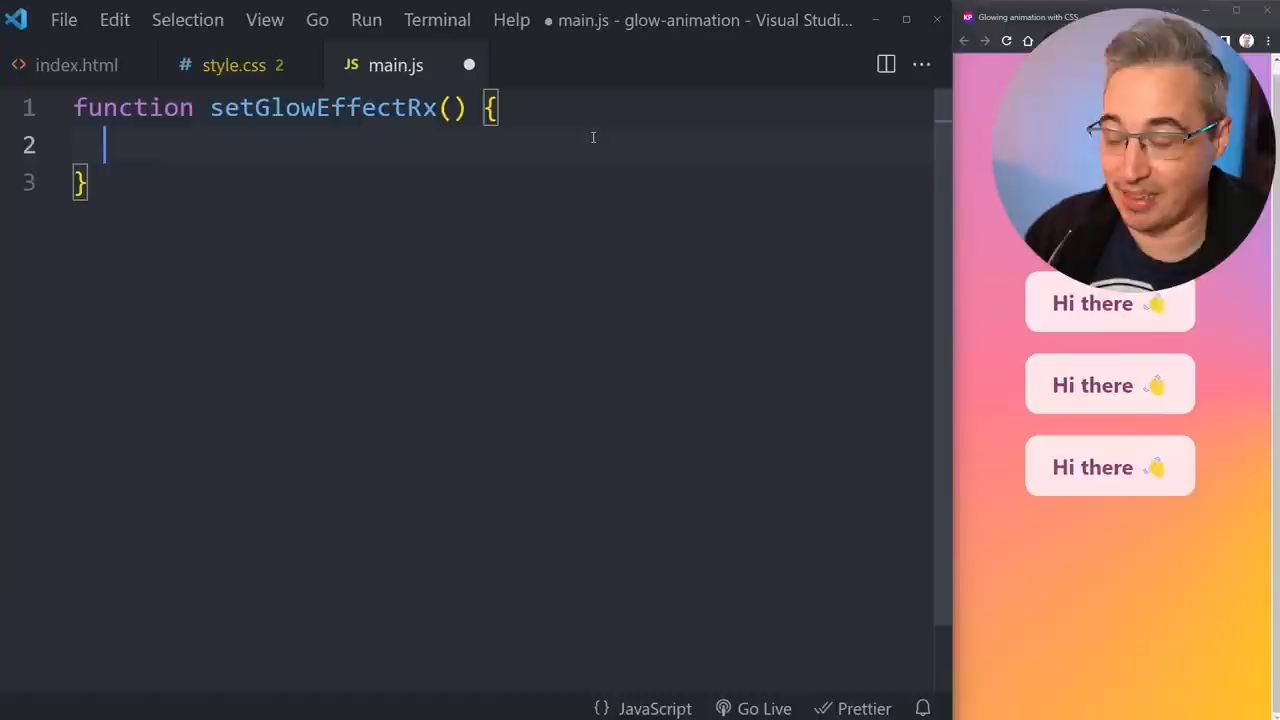 File Edit Selection View Go Run Terminal Help ● main.js - glow-animation - Visual Studi...
KP Glowing animation with CSS
<> index.html # style.css 2 JS main.js ●
1 function setGlowEffectRx() {
2
3 }
Hi there 👋
Hi there 👋
Hi there 👋
{} JavaScript Go Live Prettier